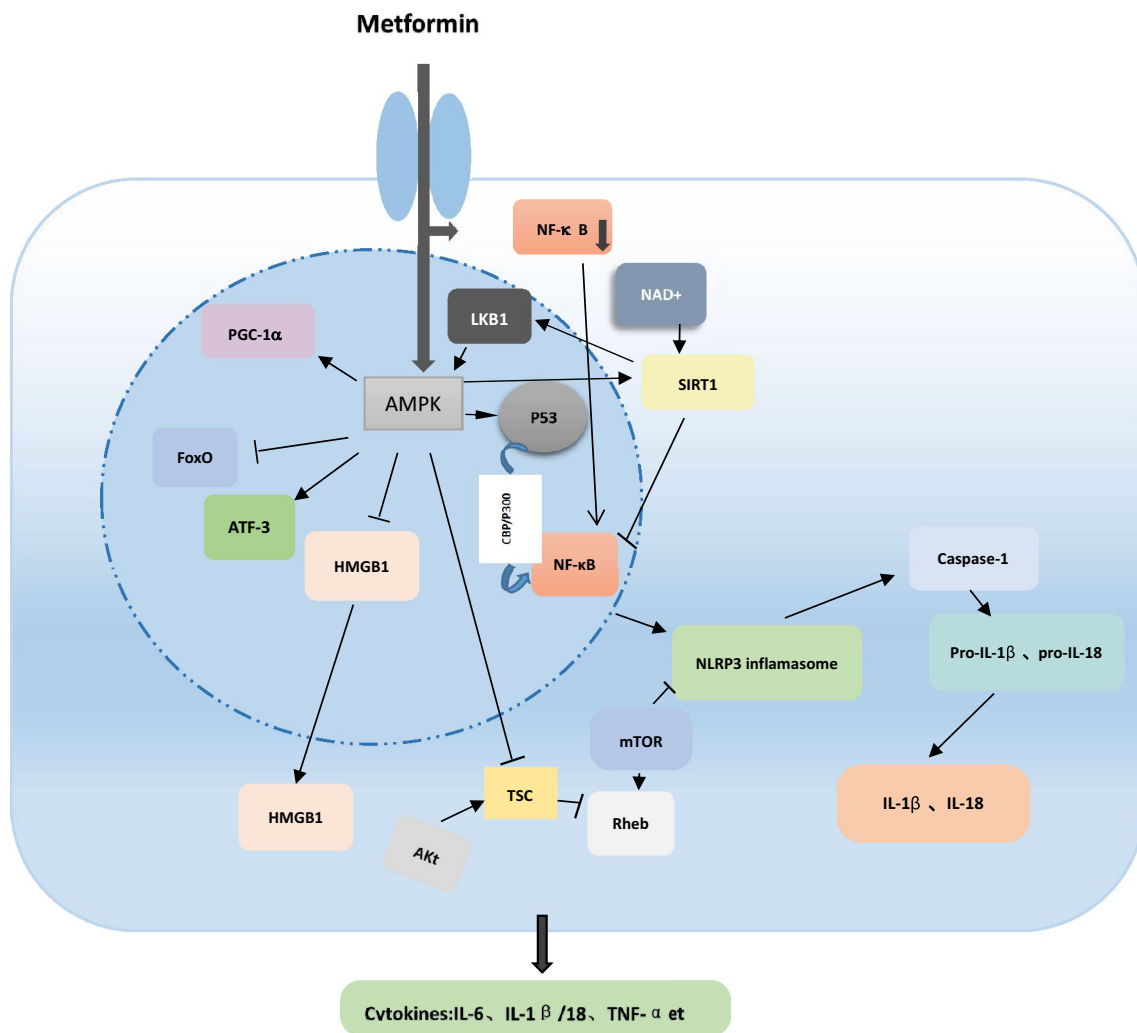 Metformin
NF-κ B
NAD+
LKB1
PGC-1α
SIRT1
AMPK
P53
FoxO
ATF-3
CBP/P300
HMGB1
NF-κB
Caspase-1
NLRP3 inflamasome
Pro-IL-1β 、pro-IL-18
mTOR
TSC
IL-1β 、IL-18
HMGB1
Rheb
AKt
Cytokines:IL-6、IL-1 β /18、TNF- α et